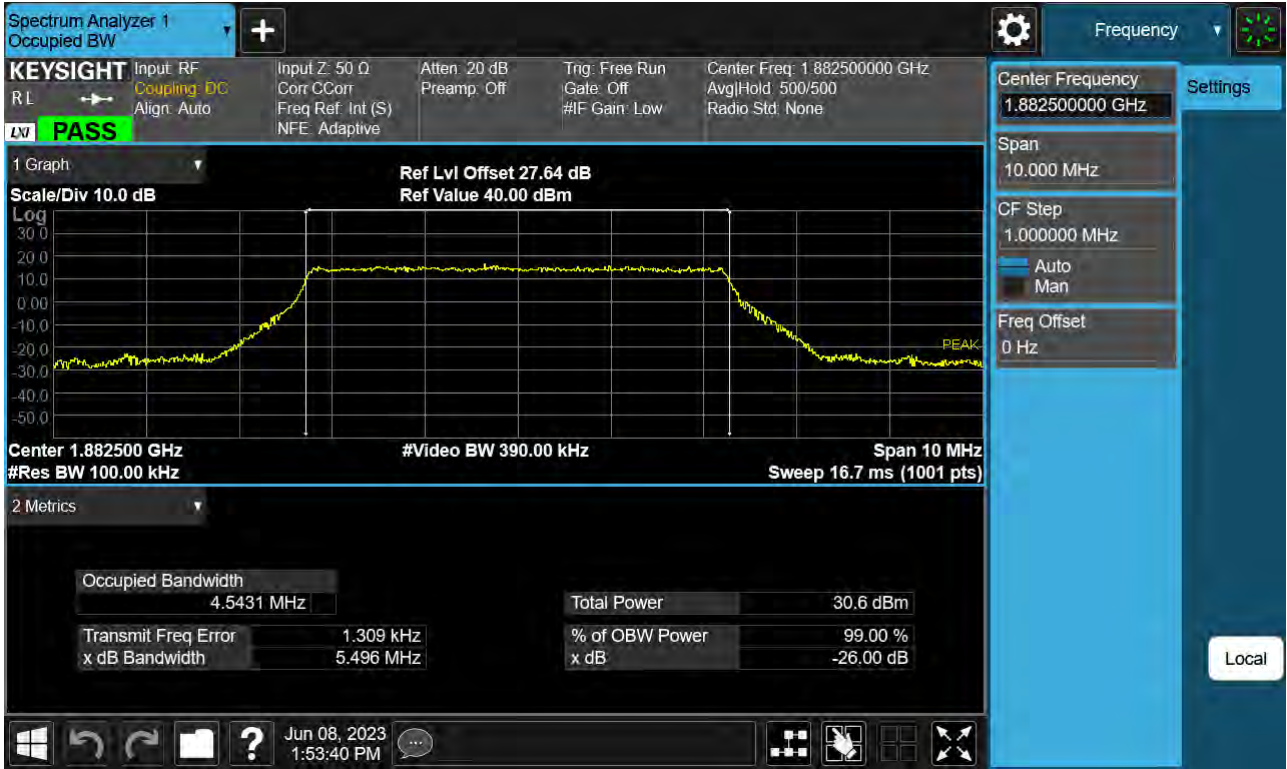 Spectrum Analyzer 1
Occupied BW
Frequency
KEYSIGHT
RL
LXI
PASS
Input: RF
Coupling: DC
Align: Auto
Input Z: 50 Ω
Corr CCorr
Freq Ref: Int (S)
NFE: Adaptive
Atten: 20 dB
Preamp: Off
Trig: Free Run
Gate: Off
#IF Gain: Low
Center Freq: 1.882500000 GHz
Avg|Hold: 500/500
Radio Std: None
1 Graph
Scale/Div 10.0 dB
Ref Lvl Offset 27.64 dB
Ref Value 40.00 dBm
Log
30.0
20.0
10.0
0.00
-10.0
-20.0
-30.0
-40.0
-50.0
PEAK
Center 1.882500 GHz
#Video BW 390.00 kHz
Span 10 MHz
#Res BW 100.00 kHz
Sweep 16.7 ms (1001 pts)
2 Metrics
Occupied Bandwidth
4.5431 MHz
Total Power 30.6 dBm
Transmit Freq Error 1.309 kHz
% of OBW Power 99.00 %
x dB Bandwidth 5.496 MHz
x dB -26.00 dB
Center Frequency
1.882500000 GHz
Settings
Span
10.000 MHz
CF Step
1.000000 MHz
Auto
Man
Freq Offset
0 Hz
Local
?
Jun 08, 2023
1:53:40 PM